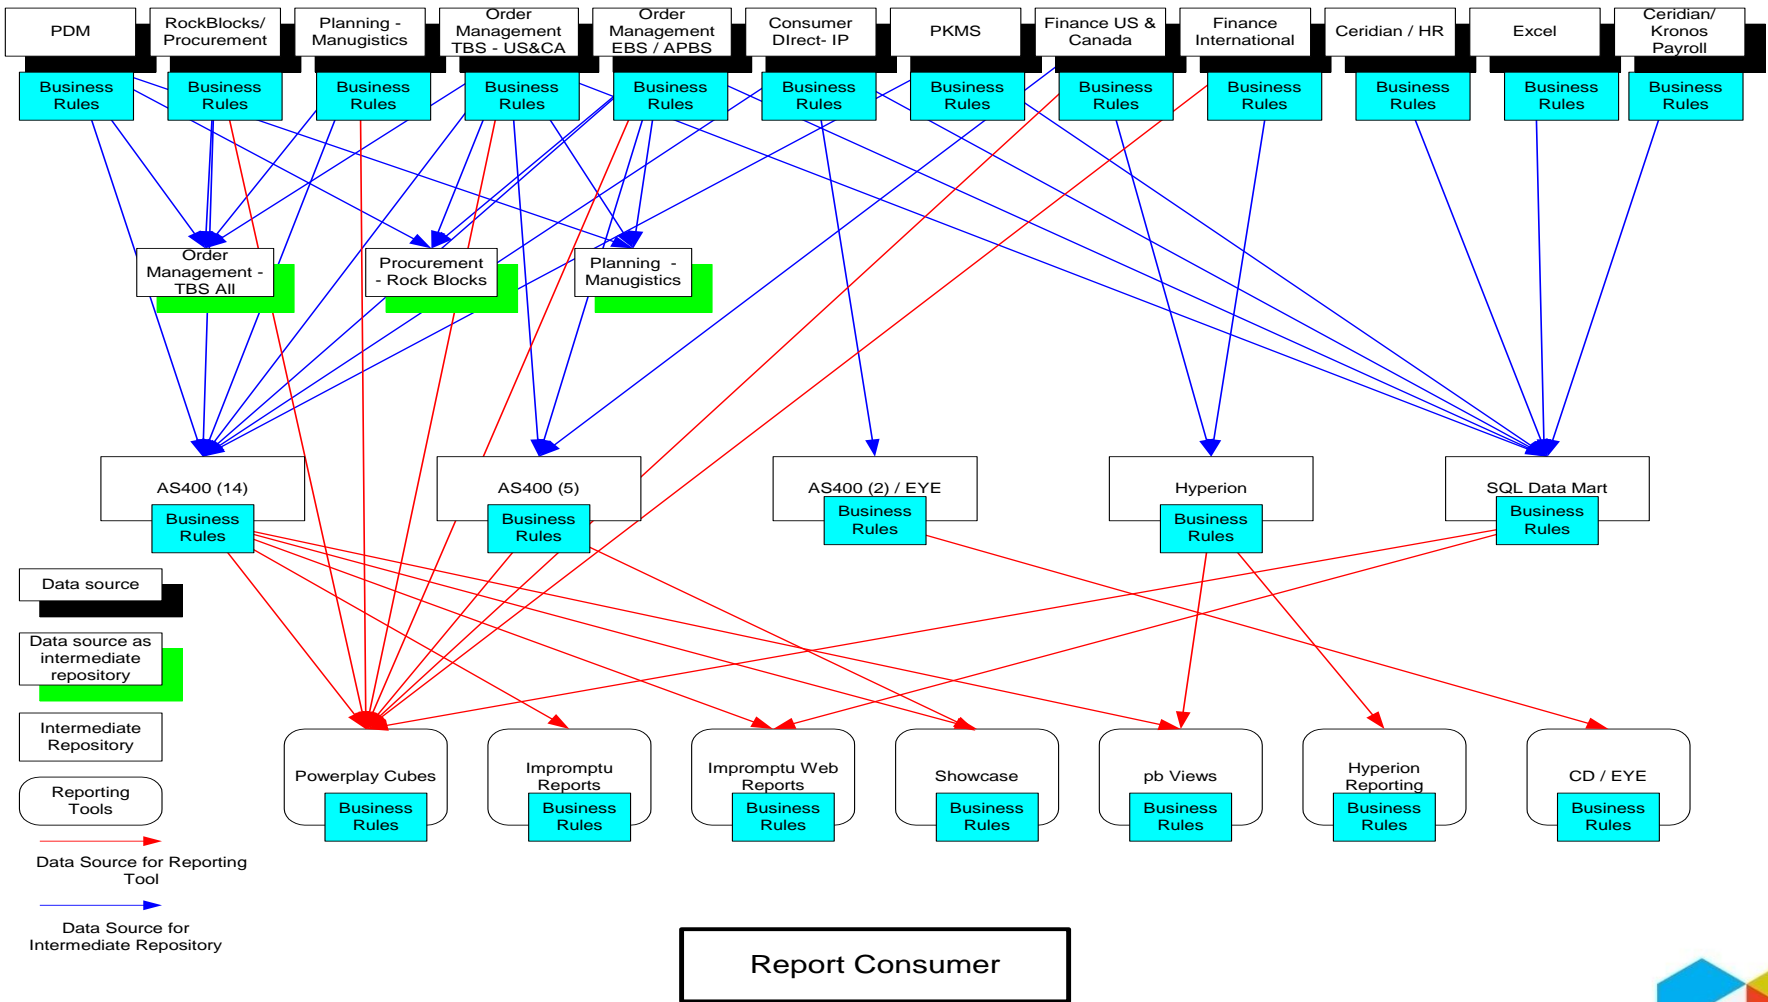 PDM
RockBlocks/
Procurement
Planning -
Manugistics
Order
Management
TBS - US&CA
Order
Management
EBS / APBS
Consumer
DIrect- IP
PKMS
Finance US &
Canada
Finance
International
Ceridian / HR
Excel
Ceridian/
Kronos
Payroll
Business
Rules
Business
Rules
Business
Rules
Business
Rules
Business
Rules
Business
Rules
Business
Rules
Business
Rules
Business
Rules
Business
Rules
Business
Rules
Business
Rules
Order
Management -
TBS All
Procurement
- Rock Blocks
Planning  -
Manugistics
AS400 (14)
Business
Rules
AS400 (5)
Business
Rules
AS400 (2) / EYE
Business
Rules
Hyperion
Business
Rules
SQL Data Mart
Business
Rules
Data source
Data source as
intermediate
repository
Intermediate
Repository
Reporting
Tools
Data Source for Reporting
Tool
Data Source for
Intermediate Repository
Powerplay Cubes
Business
Rules
Impromptu
Reports
Business
Rules
Impromptu Web
Reports
Business
Rules
Showcase
Business
Rules
pb Views
Business
Rules
Hyperion
Reporting
Business
Rules
CD / EYE
Business
Rules
Report Consumer